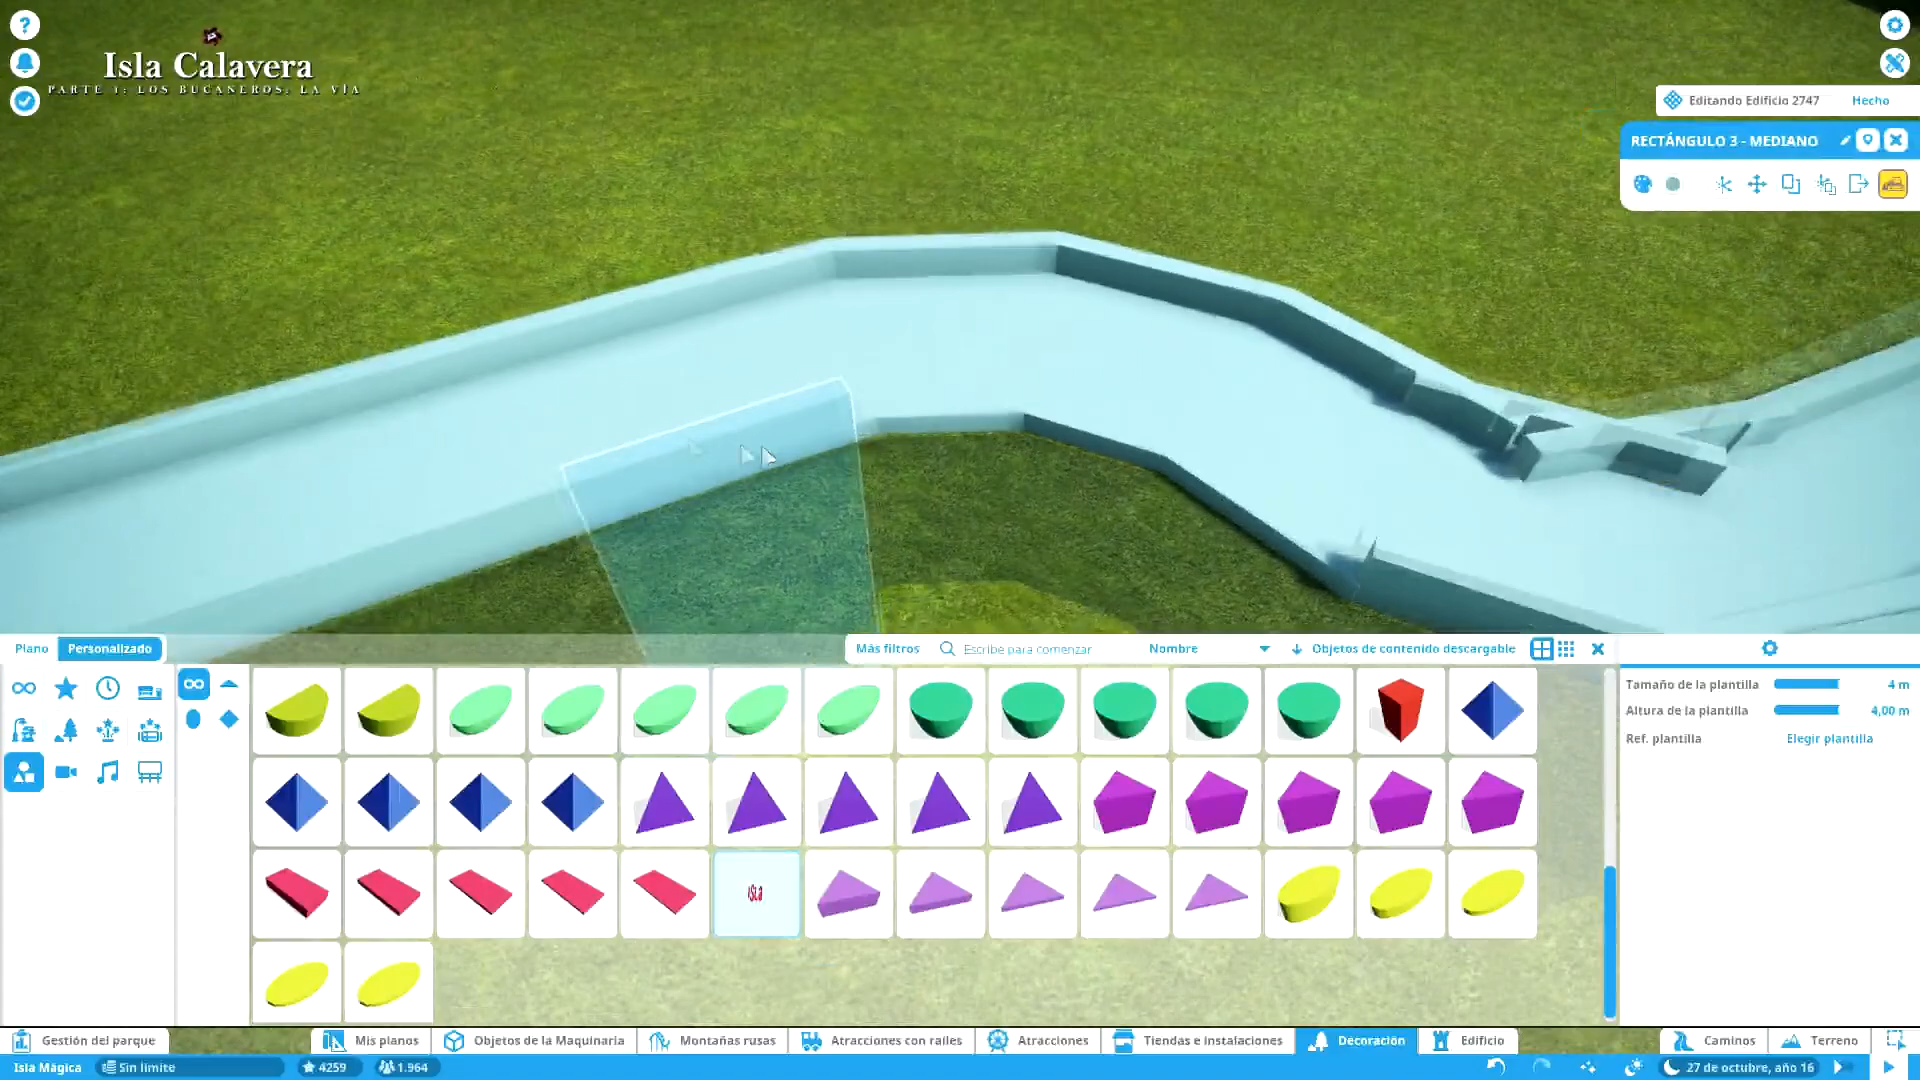 Isla Calavera
PARTE 1: LOS BUCANEROS: LA VÍA
Editando Edificio 2747
Hecho
RECTÁNGULO 3 - MEDIANO
Plano
Personalizado
Más filtros
Escribe para comenzar
Nombre
Objetos de contenido descargable
Tamaño de la plantilla
4 m
Altura de la plantilla
4,00 m
Ref. plantilla
Elegir plantilla
ISLA
Gestión del parque
Mis planos
Objetos de la Maquinaria
Montañas rusas
Atracciones con raíles
Atracciones
Tiendas e instalaciones
Decoración
Edificio
Caminos
Terreno
Isla Mágica
Sin límite
4259
1.964
27 de octubre, año 16